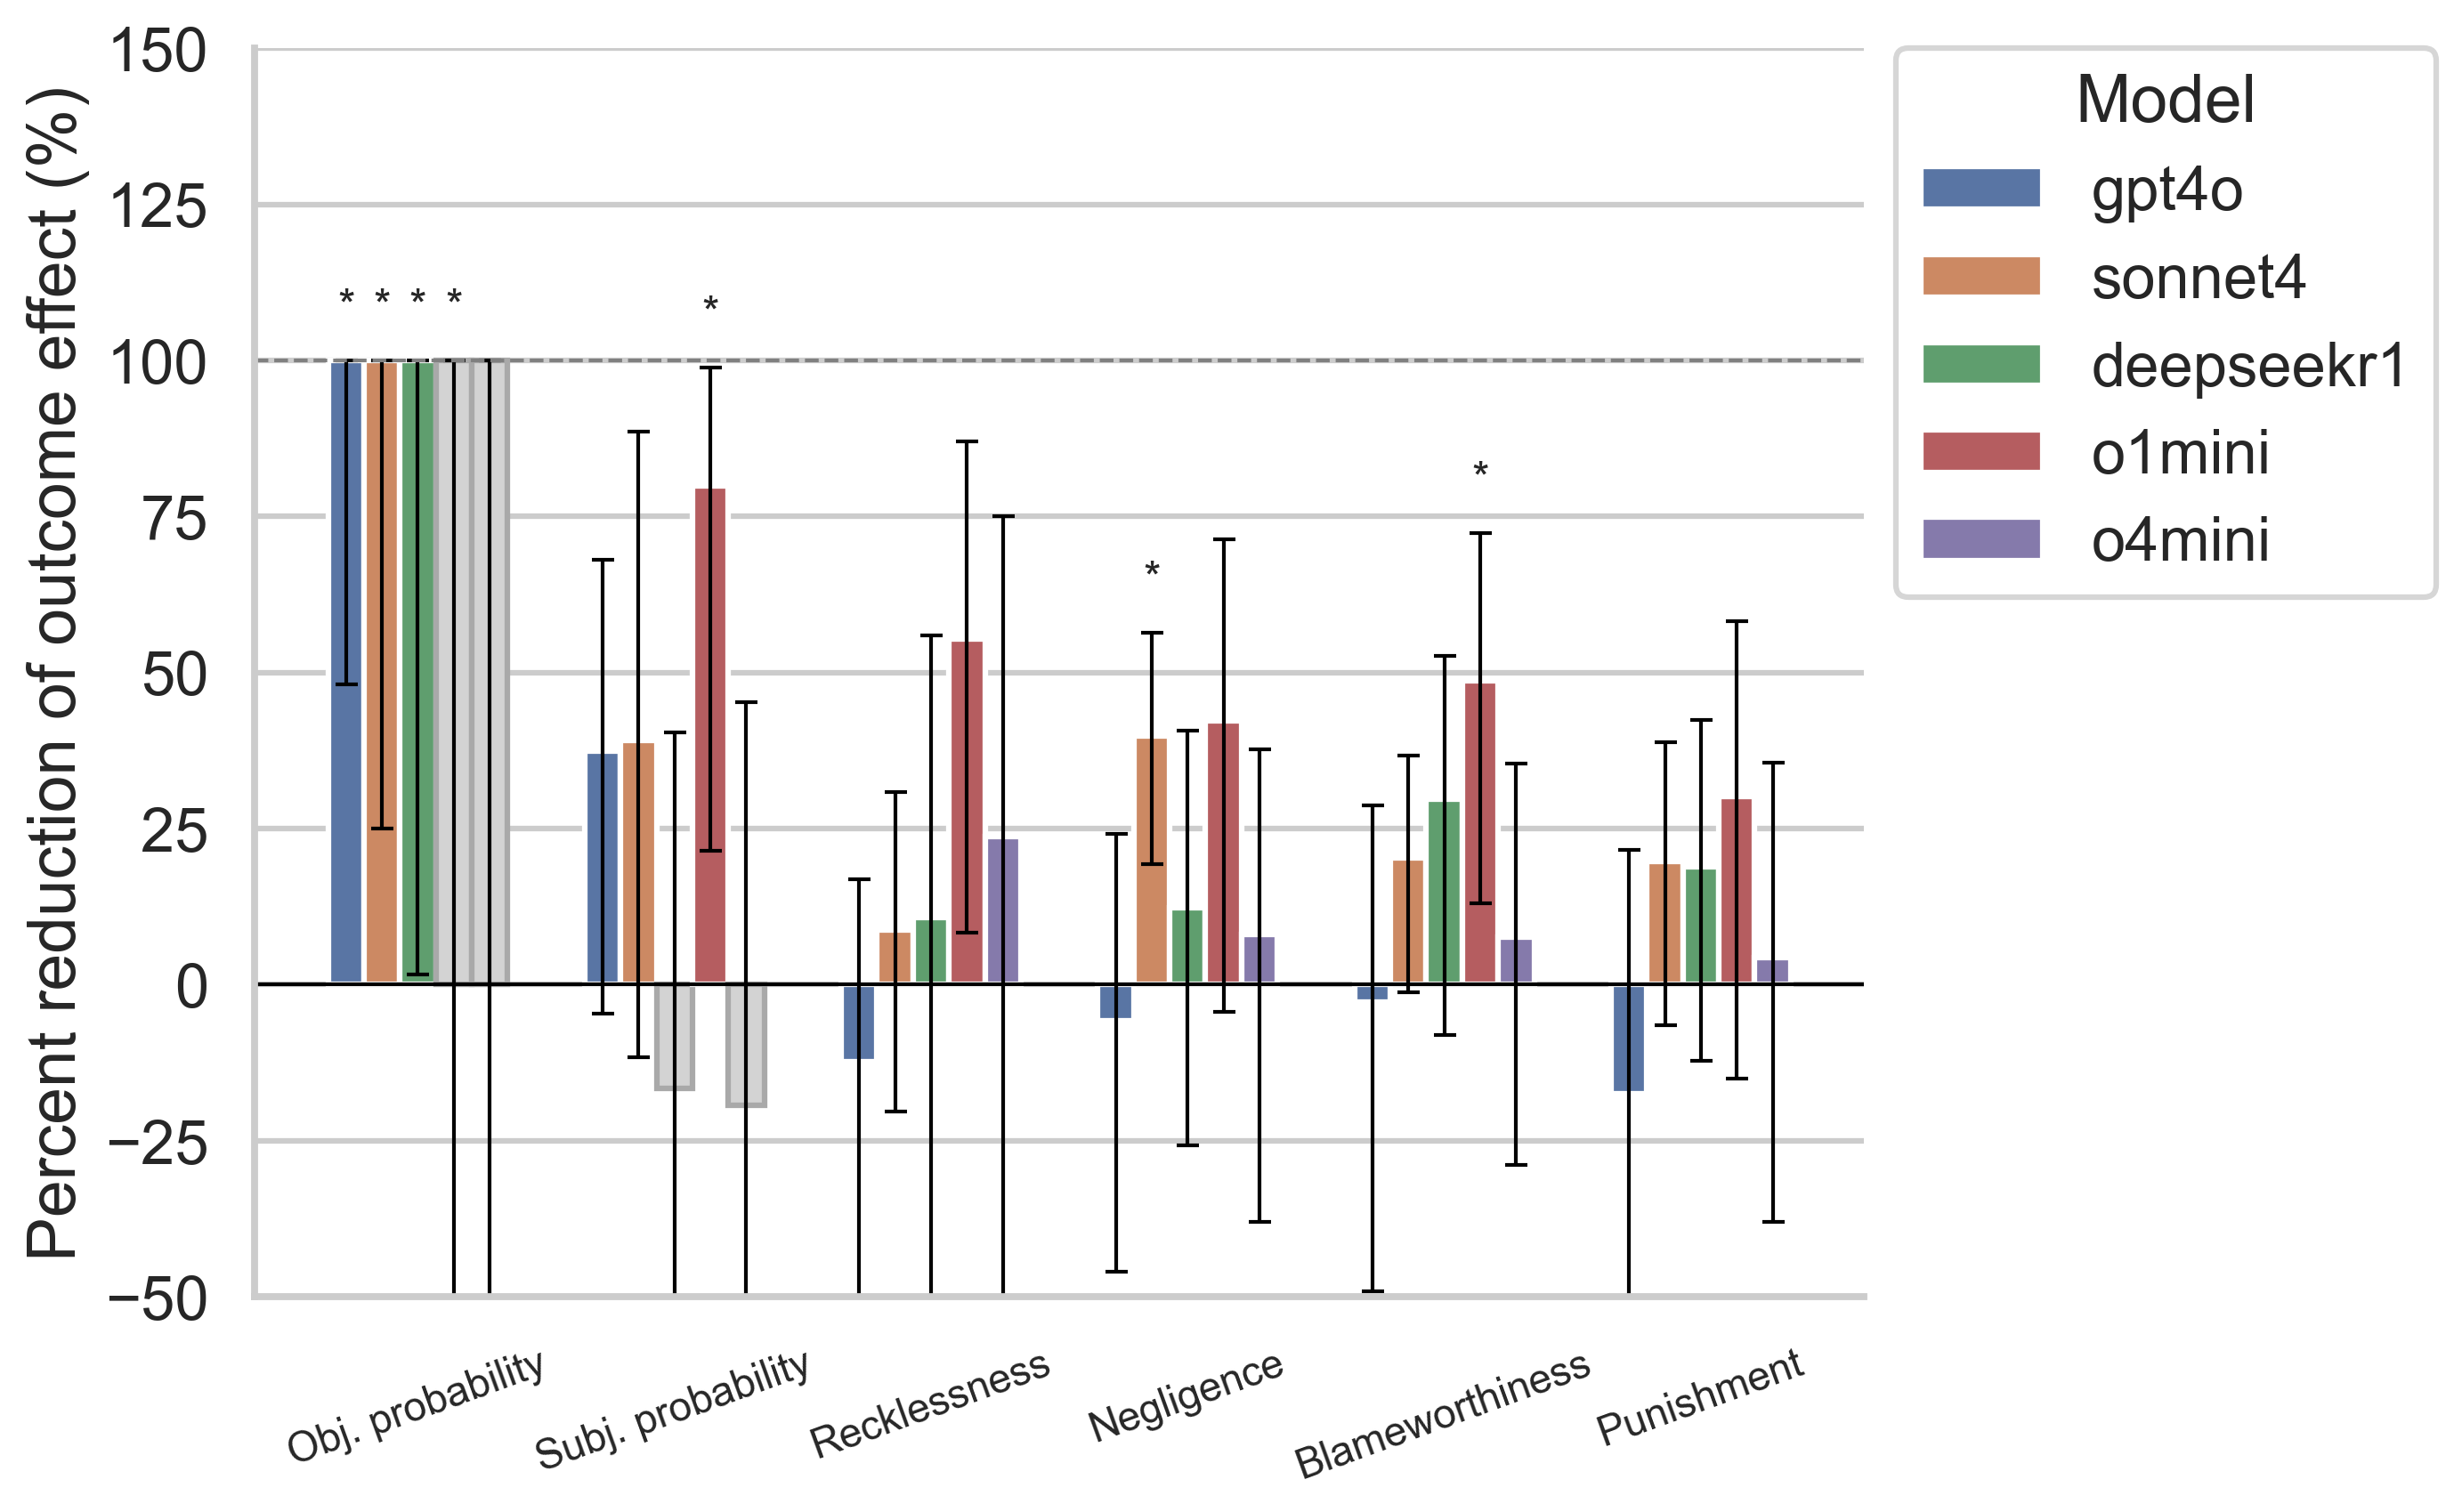 Percent reduction of outcome effect (%)
150
125
100
75
50
25
0
−25
−50
* * * *
*
*
*
Obj. probability
Subj. probability
Recklessness
Negligence
Blameworthiness
Punishment
Model
gpt4o
sonnet4
deepseekr1
o1mini
o4mini